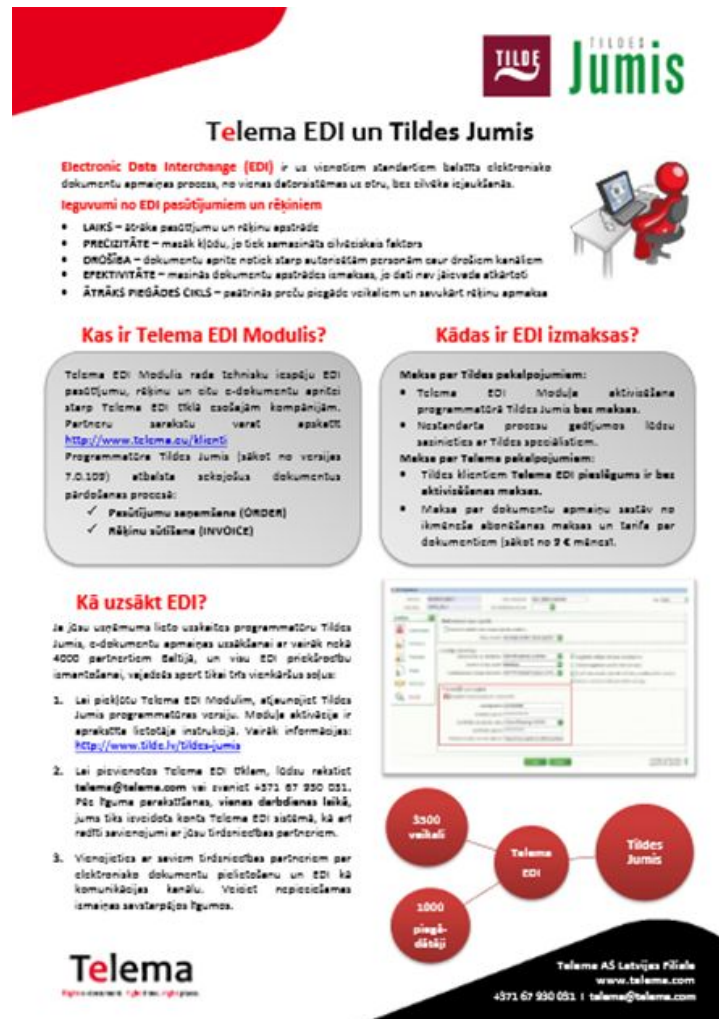 TILDE
TILDES
Jumis
Telema EDI un Tildes Jumis
Electronic Data Interchange (EDI) ir uz vienotiem standartiem balstīts elektronisko
dokumentu apmaiņas process, no vienas datorsistēmas uz otru, bez cilvēka iejaukšanās.
Ieguvumi no EDI pasūtījumiem un rēķiniem
• LAIKS – ātrāka pasūtījumu un rēķinu apstrāde
• PRECIZITĀTE – mazāk kļūdu, jo tiek samazināts cilvēciskais faktors
• DROŠĪBA – dokumentu aprite notiek starp autorizētām personām caur drošiem kanāliem
• EFEKTIVITĀTE – mazinās dokumentu apstrādes izmaksas, jo dati nav jāievada atkārtoti
• ĀTRĀKS PIEGĀDES CIKLS – paātrinās preču piegāde veikaliem un savukārt rēķinu apmaksa
Kas ir Telema EDI Modulis?
Telema EDI Modulis rada tehnisku iespēju EDI
pasūtījumu, rēķinu un citu e-dokumentu apritei
starp Telema EDI tīklā esošajām kompānijām.
Partneru sarakstu varat apskatīt
http://www.telema.eu/klienti
Programmatūra Tildes Jumis (sākot no versijas
7.0.109) atbalsta sekojošus dokumentus
pārdošanas procesā:
✓ Pasūtījumu saņemšana (ORDER)
✓ Rēķinu sūtīšana (INVOICE)
Kādas ir EDI izmaksas?
Maksa par Tildes pakalpojumiem:
• Telema EDI Moduļa aktivizēšana
programmatūrā Tildes Jumis bez maksas.
• Nestandarta procesu gadījumos lūdzu
sazinieties ar Tildes speciālistiem.
Maksa par Telema pakalpojumiem:
• Tildes klientiem Telema EDI pieslēgums ir bez
aktivizēšanas maksas.
• Maksa par dokumentu apmaiņu sastāv no
ikmēneša abonēšanas maksas un tarifa par
dokumentiem (sākot no 9 € mēnesī.
Kā uzsākt EDI?
Ja jūsu uzņēmums lieto uzskaites programmatūru Tildes
Jumis, e-dokumentu apmaiņas uzsākšanai ar vairāk nekā
4000 partneriem Baltijā, un visu EDI priekšrocību
izmantošanai, vajadzēs spert tikai trīs vienkāršus soļus:
1. Lai piekļūtu Telema EDI Modulim, atjaunojiet Tildes
Jumis programmatūras versiju. Moduļa aktivācija ir
aprakstīta lietotāja instrukcijā. Vairāk informācijas:
http://www.tilde.lv/tildes-jumis
2. Lai pievienotos Telema EDI tīklam, lūdzu rakstiet
telema@telema.com vai zvaniet +371 67 930 031.
Pēc līguma parakstīšanas, vienas darbdienas laikā,
jums tiks izveidots konts Telema EDI sistēmā, kā arī
radīti savienojumi ar jūsu tirdzniecības partneriem.
3. Vienojieties ar saviem tirdzniecības partneriem par
elektronisko dokumentu pielietošanu un EDI kā
komunikācijas kanālu. Veiciet nepieciešamas
izmaiņas savstarpējos līgumos.
3500
veikali
Telema
EDI
Tildes
Jumis
1000
piegā-
dātāji
Telema
Telema AS Latvijas Filiāle
www.telema.com
+371 67 930 031 I telema@telema.com